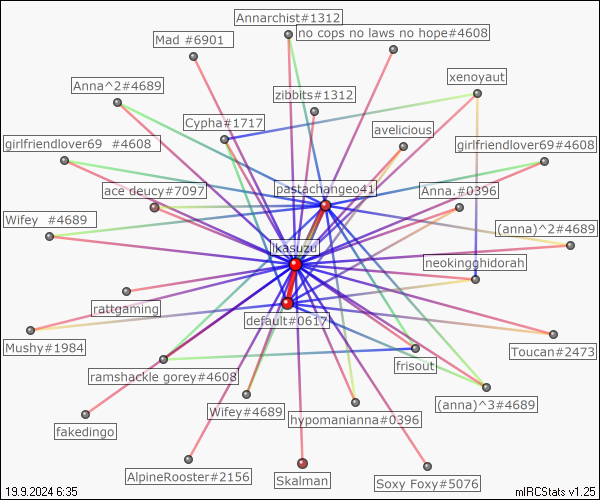 Annarchist#1312
no cops no laws no hope#4608
Mad #6901
xenoyaut
Anna^2#4689
zibbits#1312
Cypha#1717
avelicious
girlfriendlover69 #4608
girlfriendlover69#4608
ace deucy#7097
pastachangeo41
Anna.#0396
Wifey #4689
(anna)^2#4689
ikasuzu
neokingghidorah
rattgaming
default#0617
Mushy#1984
Toucan#2473
frisout
ramshackle gorey#4608
(anna)^3#4689
Wifey#4689
hypomanianna#0396
fakedingo
AlpineRooster#2156
Skalman
Soxy Foxy#5076
19.9.2024 6:35
mIRCStats v1.25